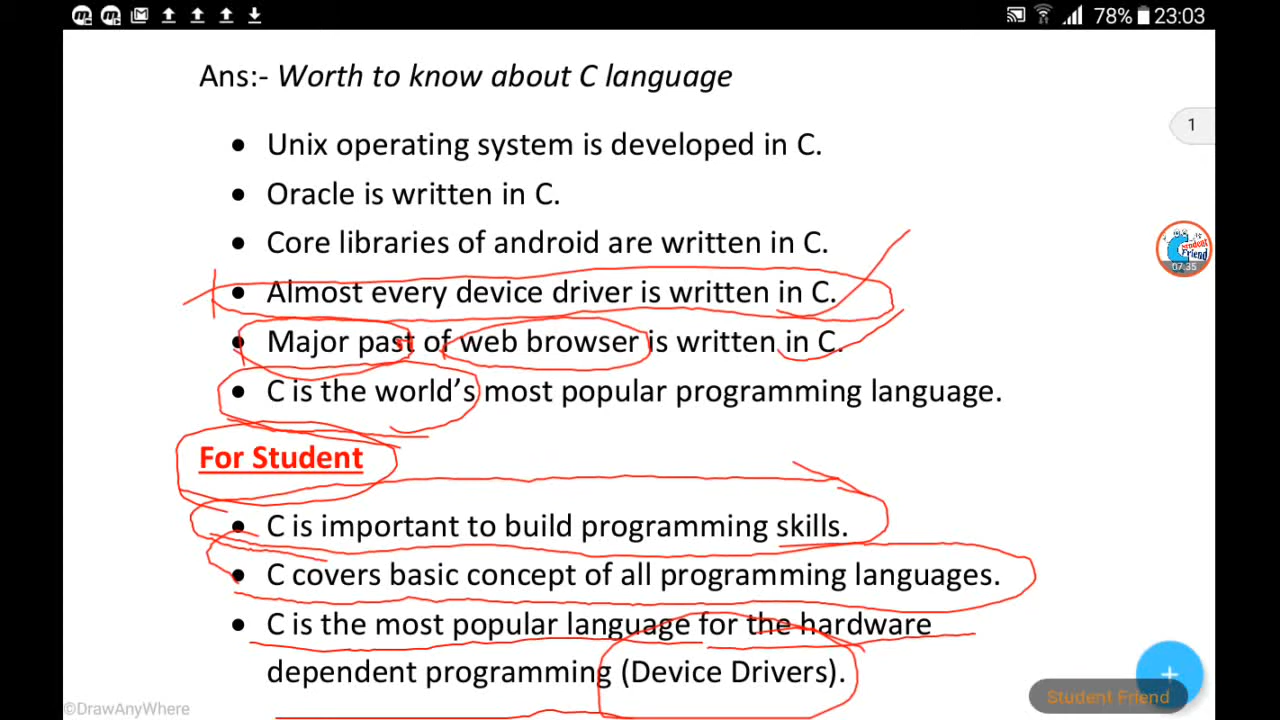 78% 23:03
Ans:- Worth to know about C language
1
• Unix operating system is developed in C.
• Oracle is written in C.
• Core libraries of android are written in C.
Student
Friend
07:35
• Almost every device driver is written in C.
• Major past of web browser is written in C.
• C is the world's most popular programming language.
For Student
• C is important to build programming skills.
• C covers basic concept of all programming languages.
• C is the most popular language for the hardware
dependent programming (Device Drivers).
+
Student Friend
©DrawAnyWhere